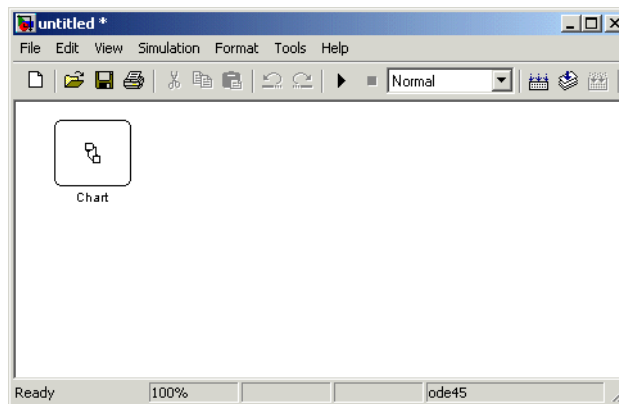 untitled *
File Edit View Simulation Format Tools Help
Normal
Chart
Ready 100% ode45